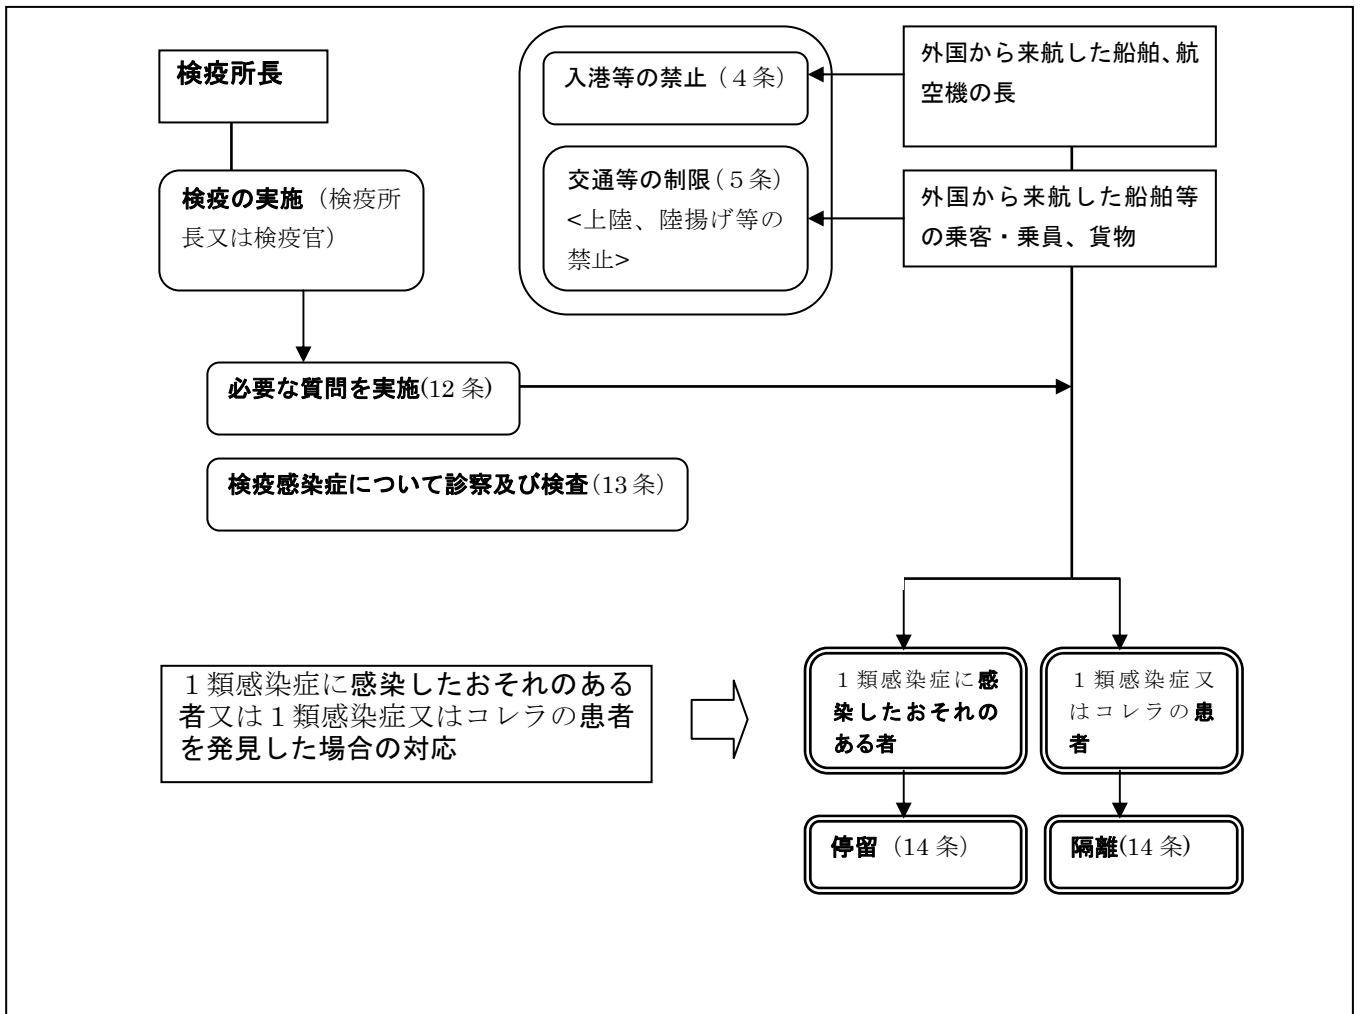 検疫所長
検疫の実施（検疫所
長又は検疫官）
入港等の禁止（４条）
交通等の制限（５条）
<上陸、陸揚げ等の
禁止>
外国から来航した船舶、航
空機の長
外国から来航した船舶等
の乗客・乗員、貨物
必要な質問を実施(12 条)
検疫感染症について診察及び検査（13 条）
１類感染症に感染したおそれのある
者又は１類感染症又はコレラの患者
を発見した場合の対応
１類感染症に感
染したおそれの
ある者
１類感染症又
はコレラの患
者
停留（14 条）
隔離(14 条)